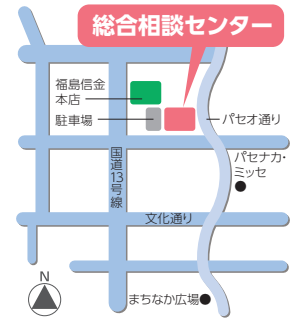 総合相談センター
福島信金
本店
駐車場
パセオ通り
国道13号線
パセナカ・
ミッセ
文化通り
N
まちなか広場